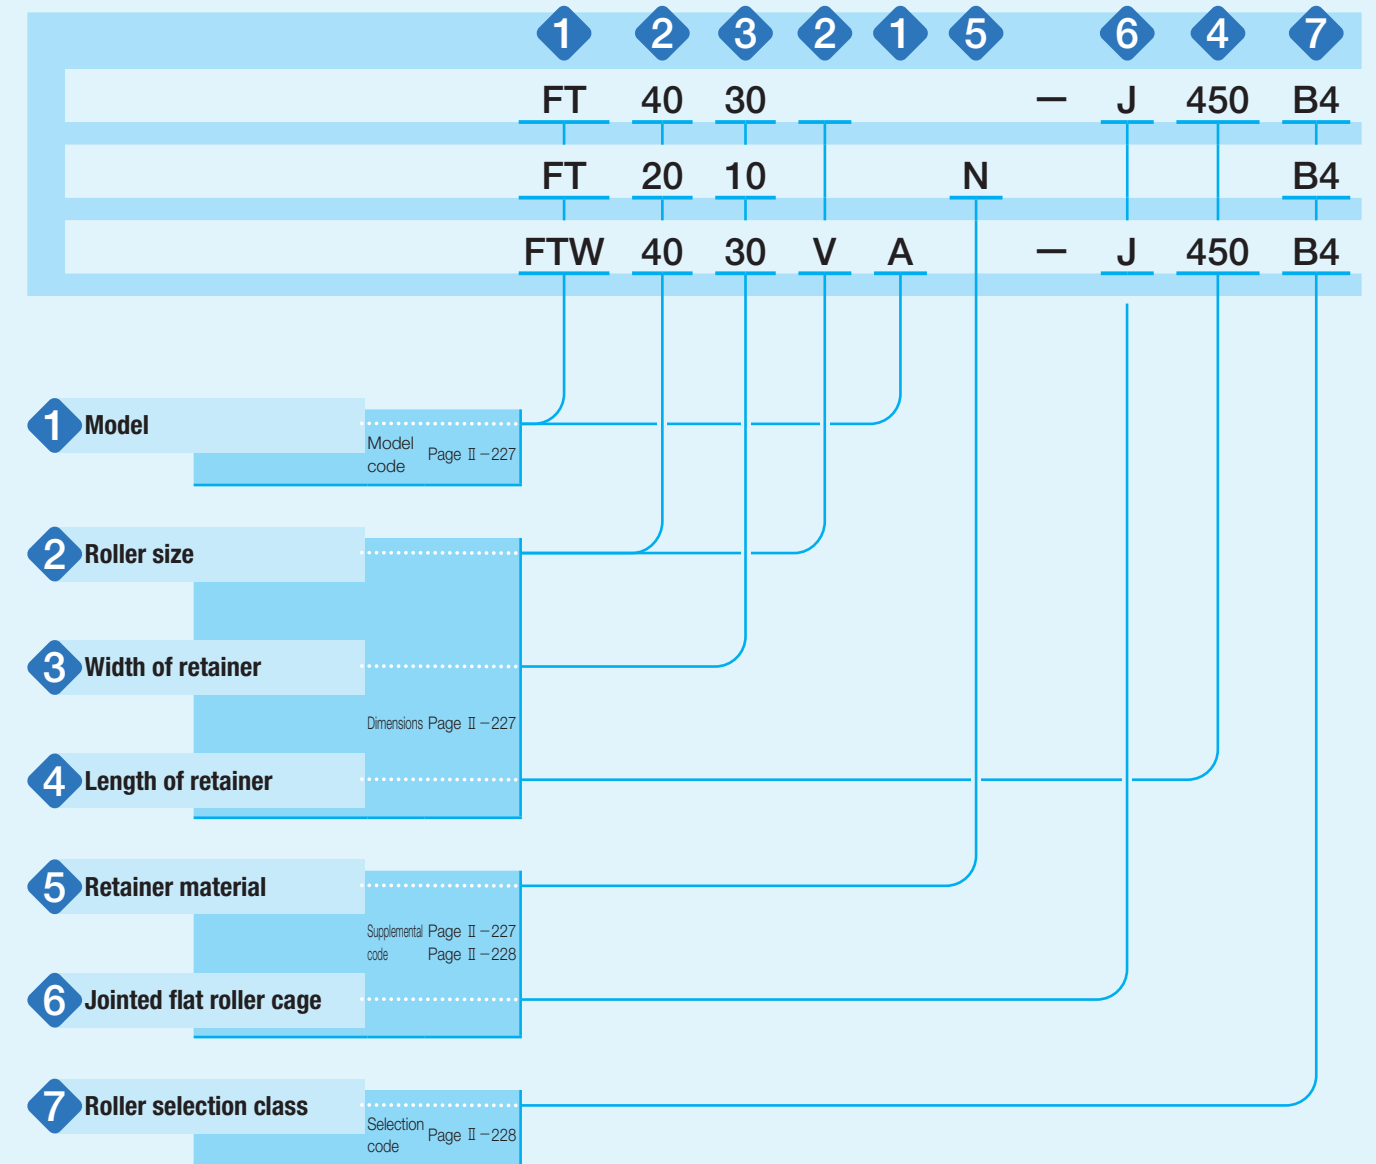 1 2 3 2 1 5 6 4 7
FT 40 30 － J 450 B4
FT 20 10 N B4
FTW 40 30 V A － J 450 B4
1 Model
Model code Page Ⅱ－227
2 Roller size
3 Width of retainer
Dimensions Page Ⅱ－227
4 Length of retainer
5 Retainer material
Supplemental Page Ⅱ－227
code Page Ⅱ－228
6 Jointed flat roller cage
7 Roller selection class
Selection code Page Ⅱ－228